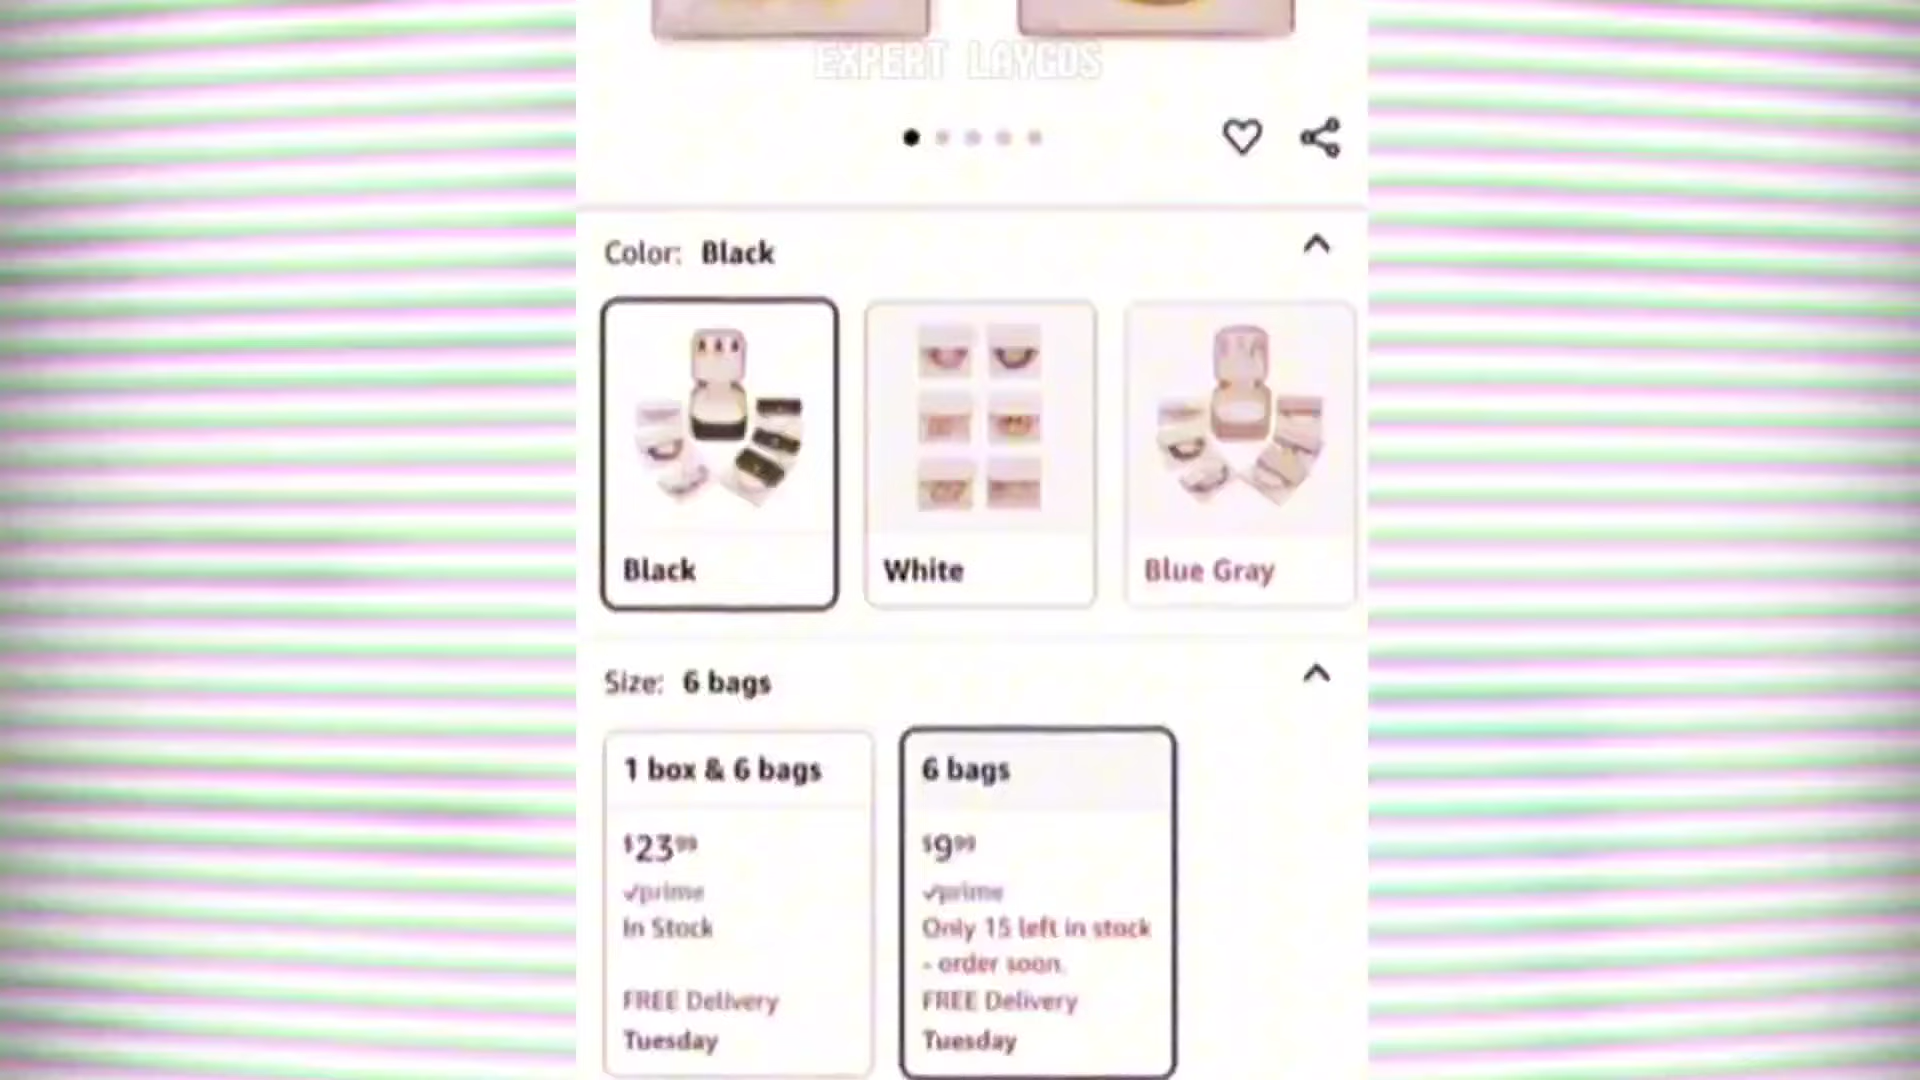 EXPERT LAYCOS
Color: Black
Black
White
Blue Gray
Size: 6 bags
1 box & 6 bags
$23.99
prime
In Stock
FREE Delivery
Tuesday
6 bags
$9.99
prime
Only 15 left in stock
- order soon.
FREE Delivery
Tuesday